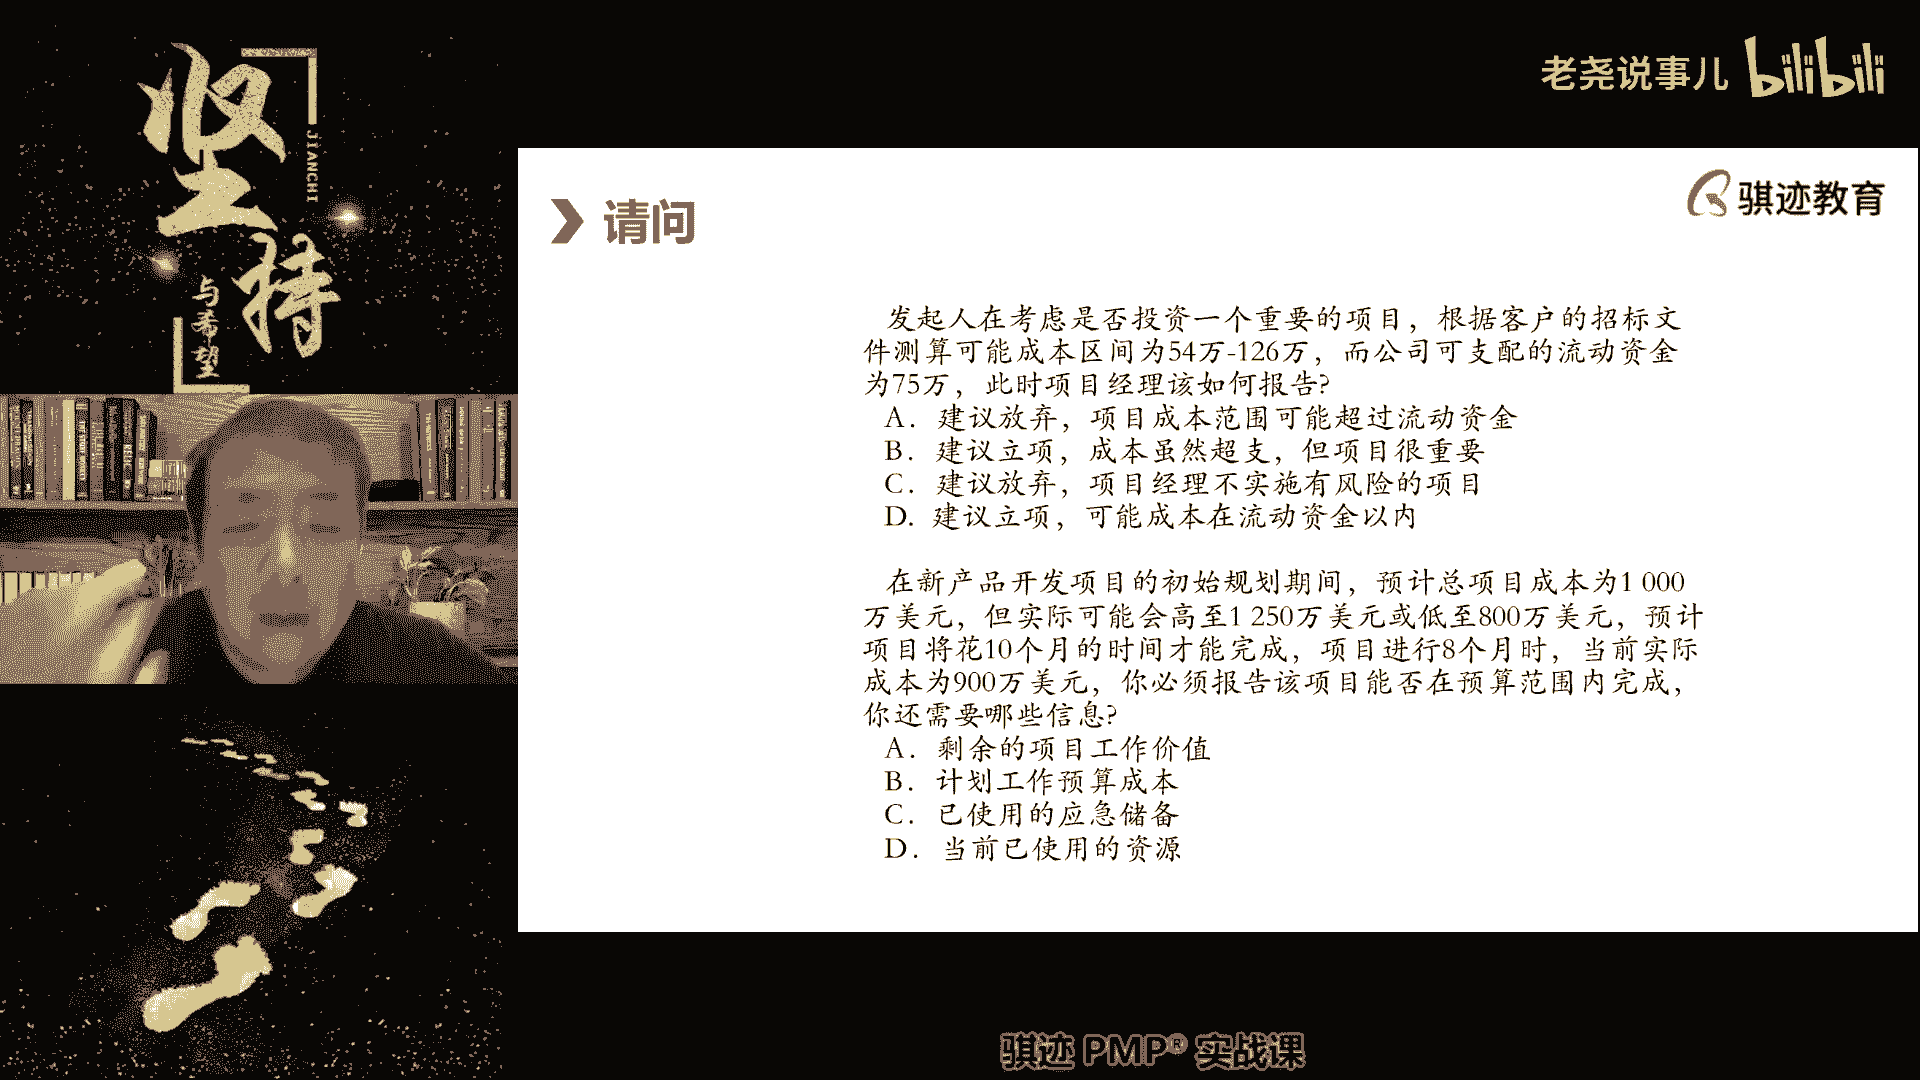 坚持
JIANCHI
与希望
老尧说事儿 bilibili
骐迹教育
请问
发起人在考虑是否投资一个重要的项目，根据客户的招标文
件测算可能成本区间为54万-126万，而公司可支配的流动资金
为75万，此时项目经理该如何报告?
A．建议放弃，项目成本范围可能超过流动资金
B．建议立项，成本虽然超支，但项目很重要
C．建议放弃，项目经理不实施有风险的项目
D．建议立项，可能成本在流动资金以内
在新产品开发项目的初始规划期间，预计总项目成本为1 000
万美元，但实际可能会高至1 250万美元或低至800万美元，预计
项目将花10个月的时间才能完成，项目进行8个月时，当前实际
成本为900万美元，你必须报告该项目能否在预算范围内完成，
你还需要哪些信息?
A．剩余的项目工作价值
B．计划工作预算成本
C．已使用的应急储备
D．当前已使用的资源
骐迹 PMP® 实战课